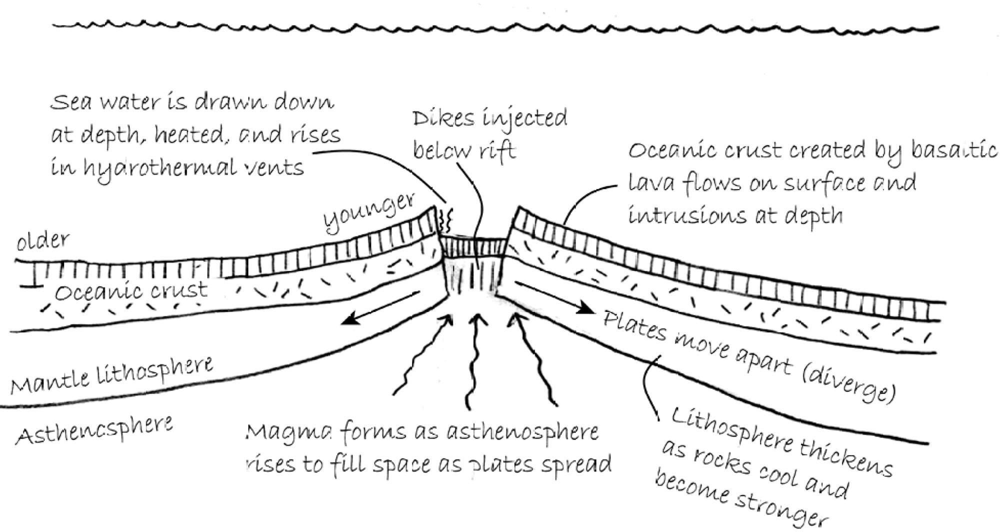 Sea water is drawn down
at depth, heated, and rises
in hydrothermal vents
Dikes injected
below rift
Oceanic crust created by basaltic
lava flows on surface and
intrusions at depth
younger
older
Oceanic crust
Plates move apart (diverge)
Mantle lithosphere
Asthenosphere
Magma forms as asthenosphere
rises to fill space as plates spread
Lithosphere thickens
as rocks cool and
become stronger